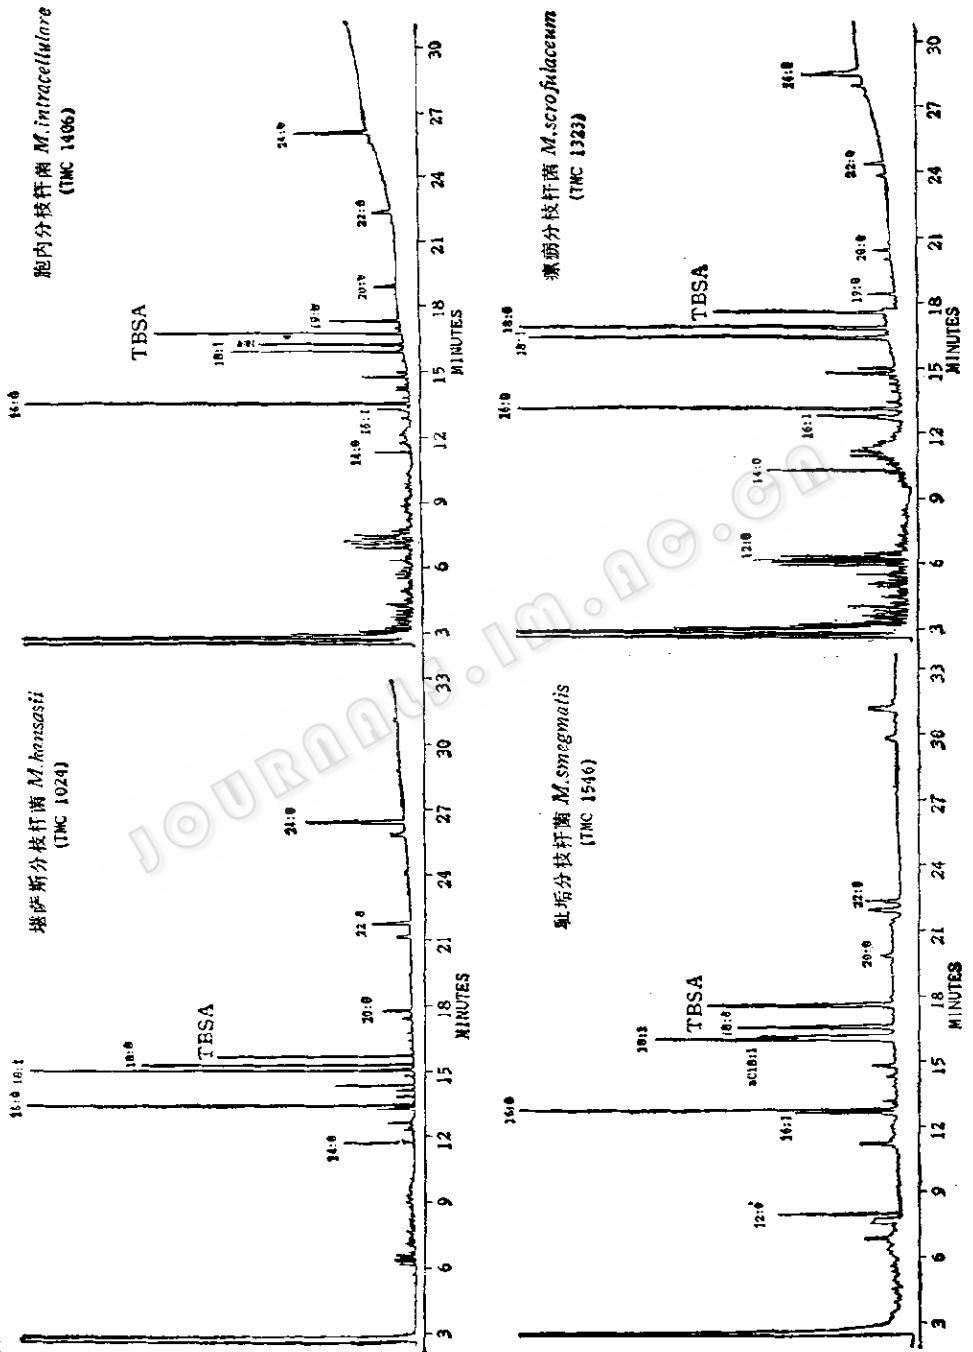 堪萨斯分枝杆菌 M.kansasii
(TMC 1024)
16:0
18:1
18:0
TBSA
14:0
20:0
22:0
24:0
3 6 9 12 15 18 21 24 27 30 33
MINUTES
胞内分枝杆菌 M.intracellulare
(TMC 1406)
16:0
TBSA
18:1
14:0
16:1
19:0
20:0
22:0
24:0
3 6 9 12 15 18 21 24 27 30
MINUTES
耻垢分枝杆菌 M.smegmatis
(TMC 1546)
16:0
TBSA
18:0
12:0
16:1
20:0
22:0
3 6 9 12 15 18 21 24 27 30 33
MINUTES
瘰疬分枝杆菌 M.scrofulaceum
(TMC 1323)
16:0
18:1
18:0
TBSA
12:0
14:0
16:1
19:0
20:0
22:0
3 6 9 12 15 18 21 24 27 30
MINUTES
JOURNALS.IM.AC.CN